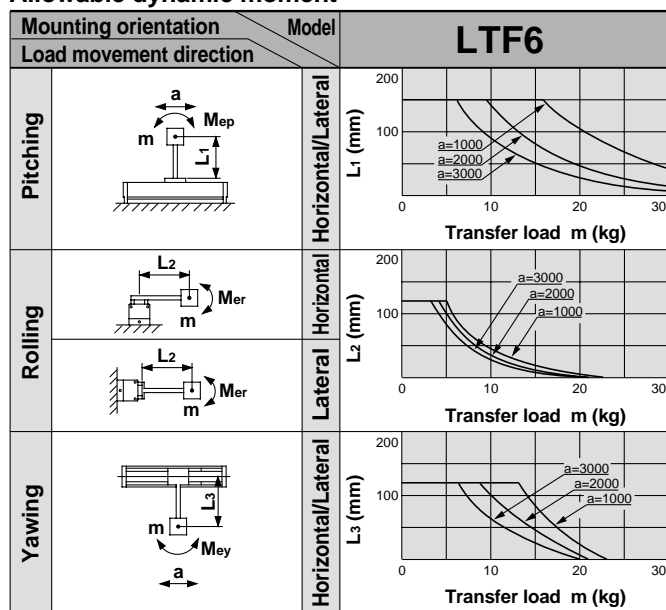 Allowable dynamic moment
Mounting orientation Model
Load movement direction
LTF6
Pitching
a
Mep
m
L1
Horizontal/Lateral
L1 (mm)
200
100
a=1000
a=2000
a=3000
0 10 20 30
Transfer load m (kg)
Rolling
L2
Mer
m
Horizontal
L2
Mer
m
Lateral
L2 (mm)
200
100
a=3000
a=2000
a=1000
0 10 20 30
Transfer load m (kg)
Yawing
L3
m
Mey
a
Horizontal/Lateral
L3 (mm)
200
100
a=3000
a=2000
a=1000
0 10 20 30
Transfer load m (kg)